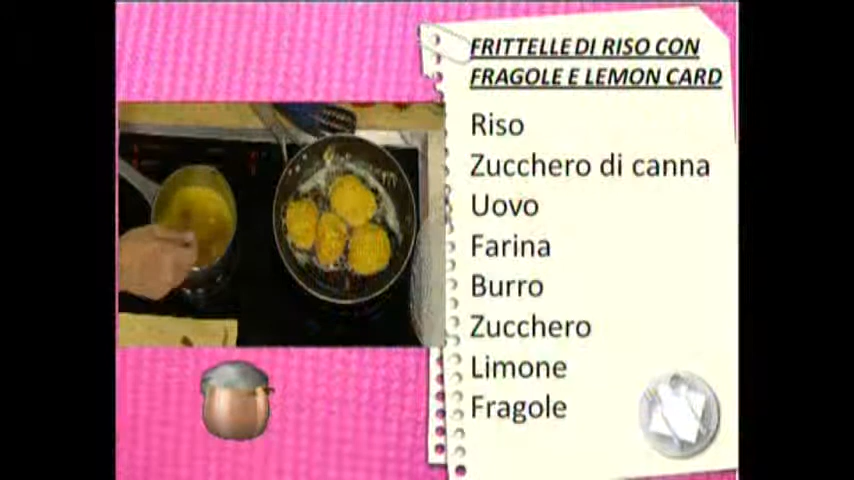 FRITTELLE DI RISO CON
FRAGOLE E LEMON CARD
Riso
Zucchero di canna
Uovo
Farina
Burro
Zucchero
Limone
Fragole